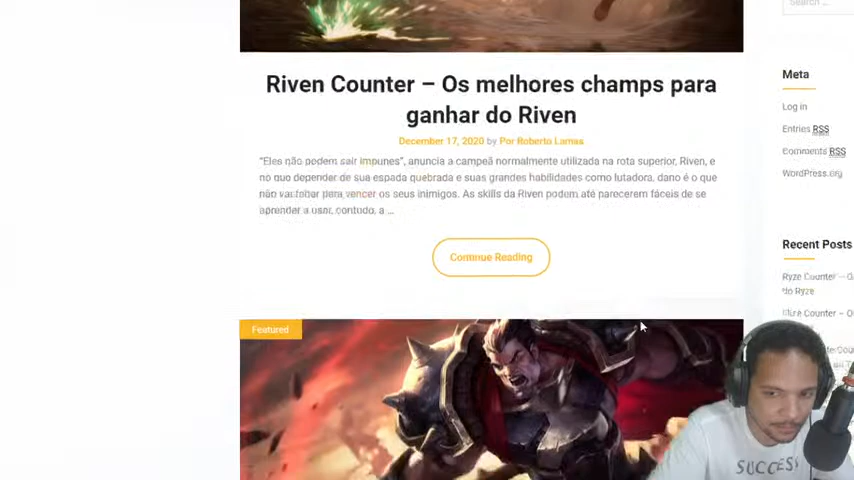 Search ...
Riven Counter – Os melhores champs para
ganhar do Riven
December 17, 2020 by Por Roberto Lamas
"Eles não podem sair impunes", anuncia a campeã normalmente utilizada na rota superior, Riven, e
no que depender de sua espada quebrada e suas grandes habilidades como lutadora, dano é o que
não vai faltar para vencer os seus inimigos. As skills da Riven podem até parecerem fáceis de se
aprender a usar, contudo, a ...
Continue Reading
Featured
Meta
Log in
Entries RSS
Comments RSS
WordPress.org
Recent Posts
Ryze Counter – O
do Ryze
Counter – O
SUCCESS